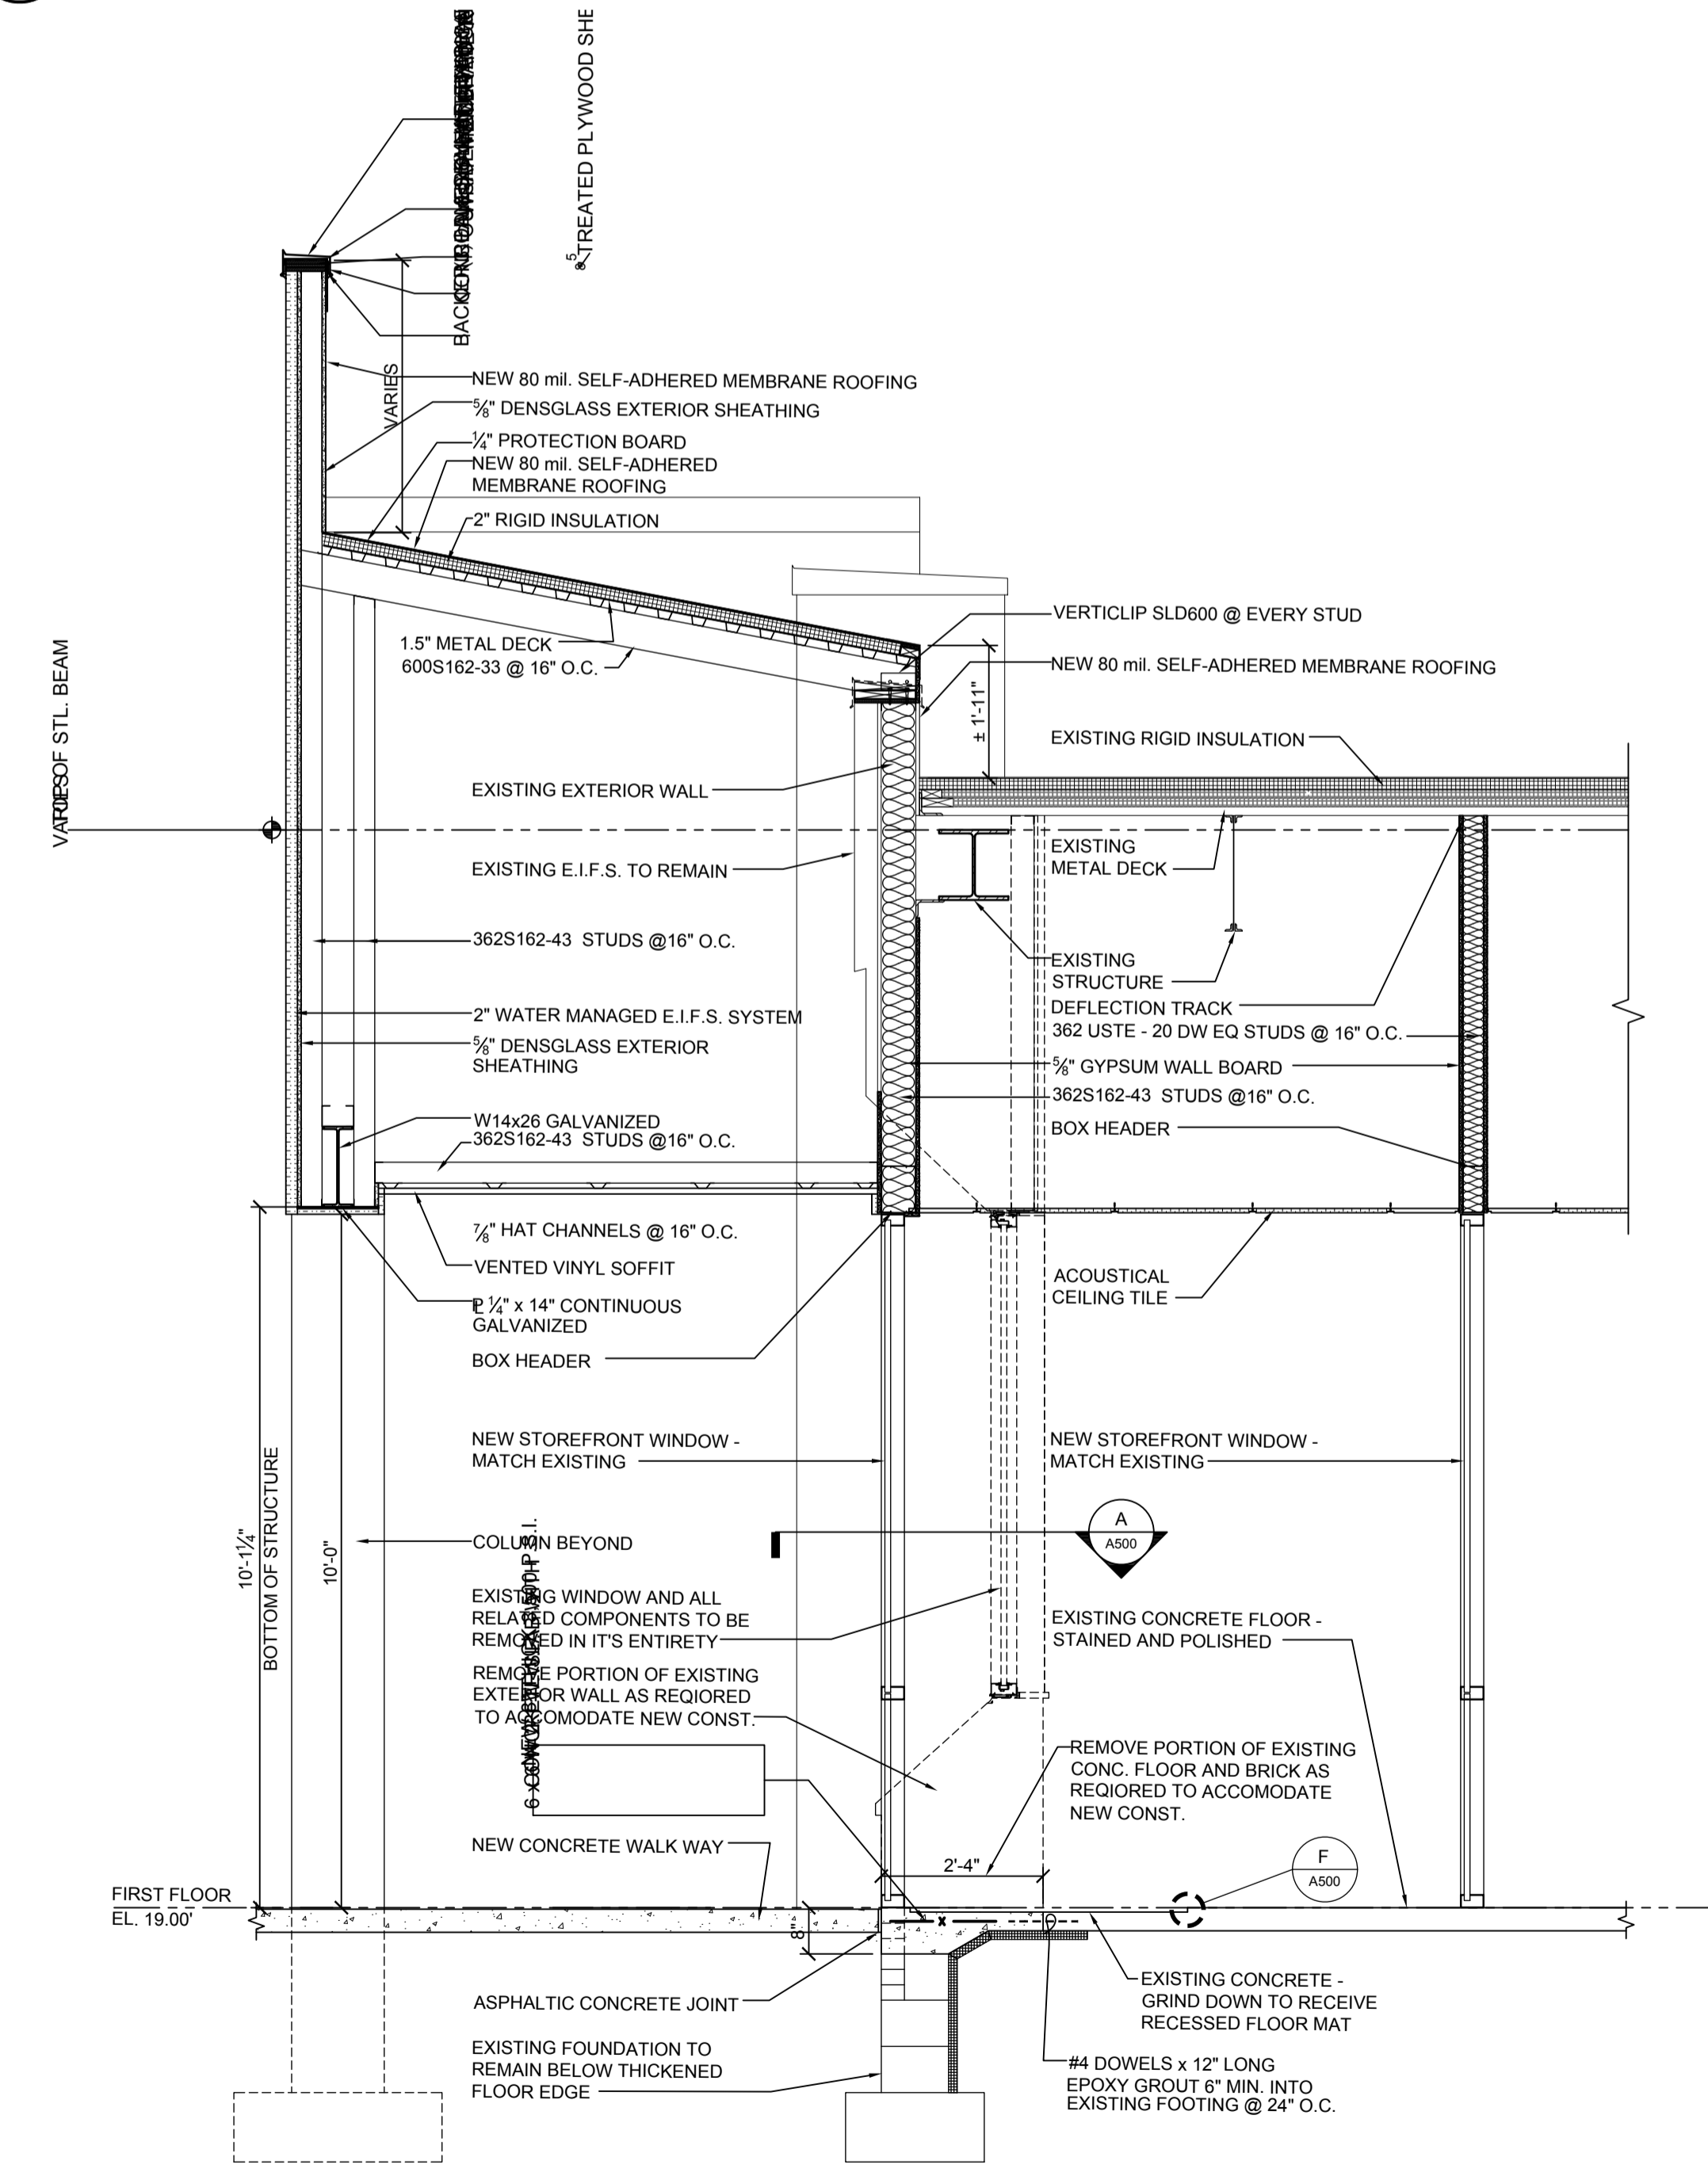 TREATED PLYWOOD SHE
5
8
VARIES
NEW 80 mil. SELF-ADHERED MEMBRANE ROOFING
⅝" DENSGLASS EXTERIOR SHEATHING
¼" PROTECTION BOARD
NEW 80 mil. SELF-ADHERED
MEMBRANE ROOFING
2" RIGID INSULATION
1.5" METAL DECK
600S162-33 @ 16" O.C.
VERTICLIP SLD600 @ EVERY STUD
NEW 80 mil. SELF-ADHERED MEMBRANE ROOFING
± 1'-11"
EXISTING RIGID INSULATION
OF STL. BEAM
EXISTING EXTERIOR WALL
EXISTING E.I.F.S. TO REMAIN
EXISTING
METAL DECK
362S162-43 STUDS @16" O.C.
EXISTING
STRUCTURE
DEFLECTION TRACK
362 USTE - 20 DW EQ STUDS @ 16" O.C.
2" WATER MANAGED E.I.F.S. SYSTEM
⅝" DENSGLASS EXTERIOR
SHEATHING
⅝" GYPSUM WALL BOARD
362S162-43 STUDS @16" O.C.
BOX HEADER
W14x26 GALVANIZED
362S162-43 STUDS @16" O.C.
⅞" HAT CHANNELS @ 16" O.C.
VENTED VINYL SOFFIT
¼" x 14" CONTINUOUS
GALVANIZED
BOX HEADER
ACOUSTICAL
CEILING TILE
NEW STOREFRONT WINDOW -
MATCH EXISTING
NEW STOREFRONT WINDOW -
MATCH EXISTING
10'-1¼"
BOTTOM OF STRUCTURE
10'-0"
A
A500
COLUMN BEYOND
EXISTING WINDOW AND ALL
RELATED COMPONENTS TO BE
REMOVED IN IT'S ENTIRETY
REMOVE PORTION OF EXISTING
EXTERIOR WALL AS REQIORED
TO ACCOMODATE NEW CONST.
EXISTING CONCRETE FLOOR -
STAINED AND POLISHED
REMOVE PORTION OF EXISTING
CONC. FLOOR AND BRICK AS
REQIORED TO ACCOMODATE
NEW CONST.
NEW CONCRETE WALK WAY
2'-4"
F
A500
FIRST FLOOR
EL. 19.00'
8"
ASPHALTIC CONCRETE JOINT
EXISTING FOUNDATION TO
REMAIN BELOW THICKENED
FLOOR EDGE
EXISTING CONCRETE -
GRIND DOWN TO RECEIVE
RECESSED FLOOR MAT
#4 DOWELS x 12" LONG
EPOXY GROUT 6" MIN. INTO
EXISTING FOOTING @ 24" O.C.